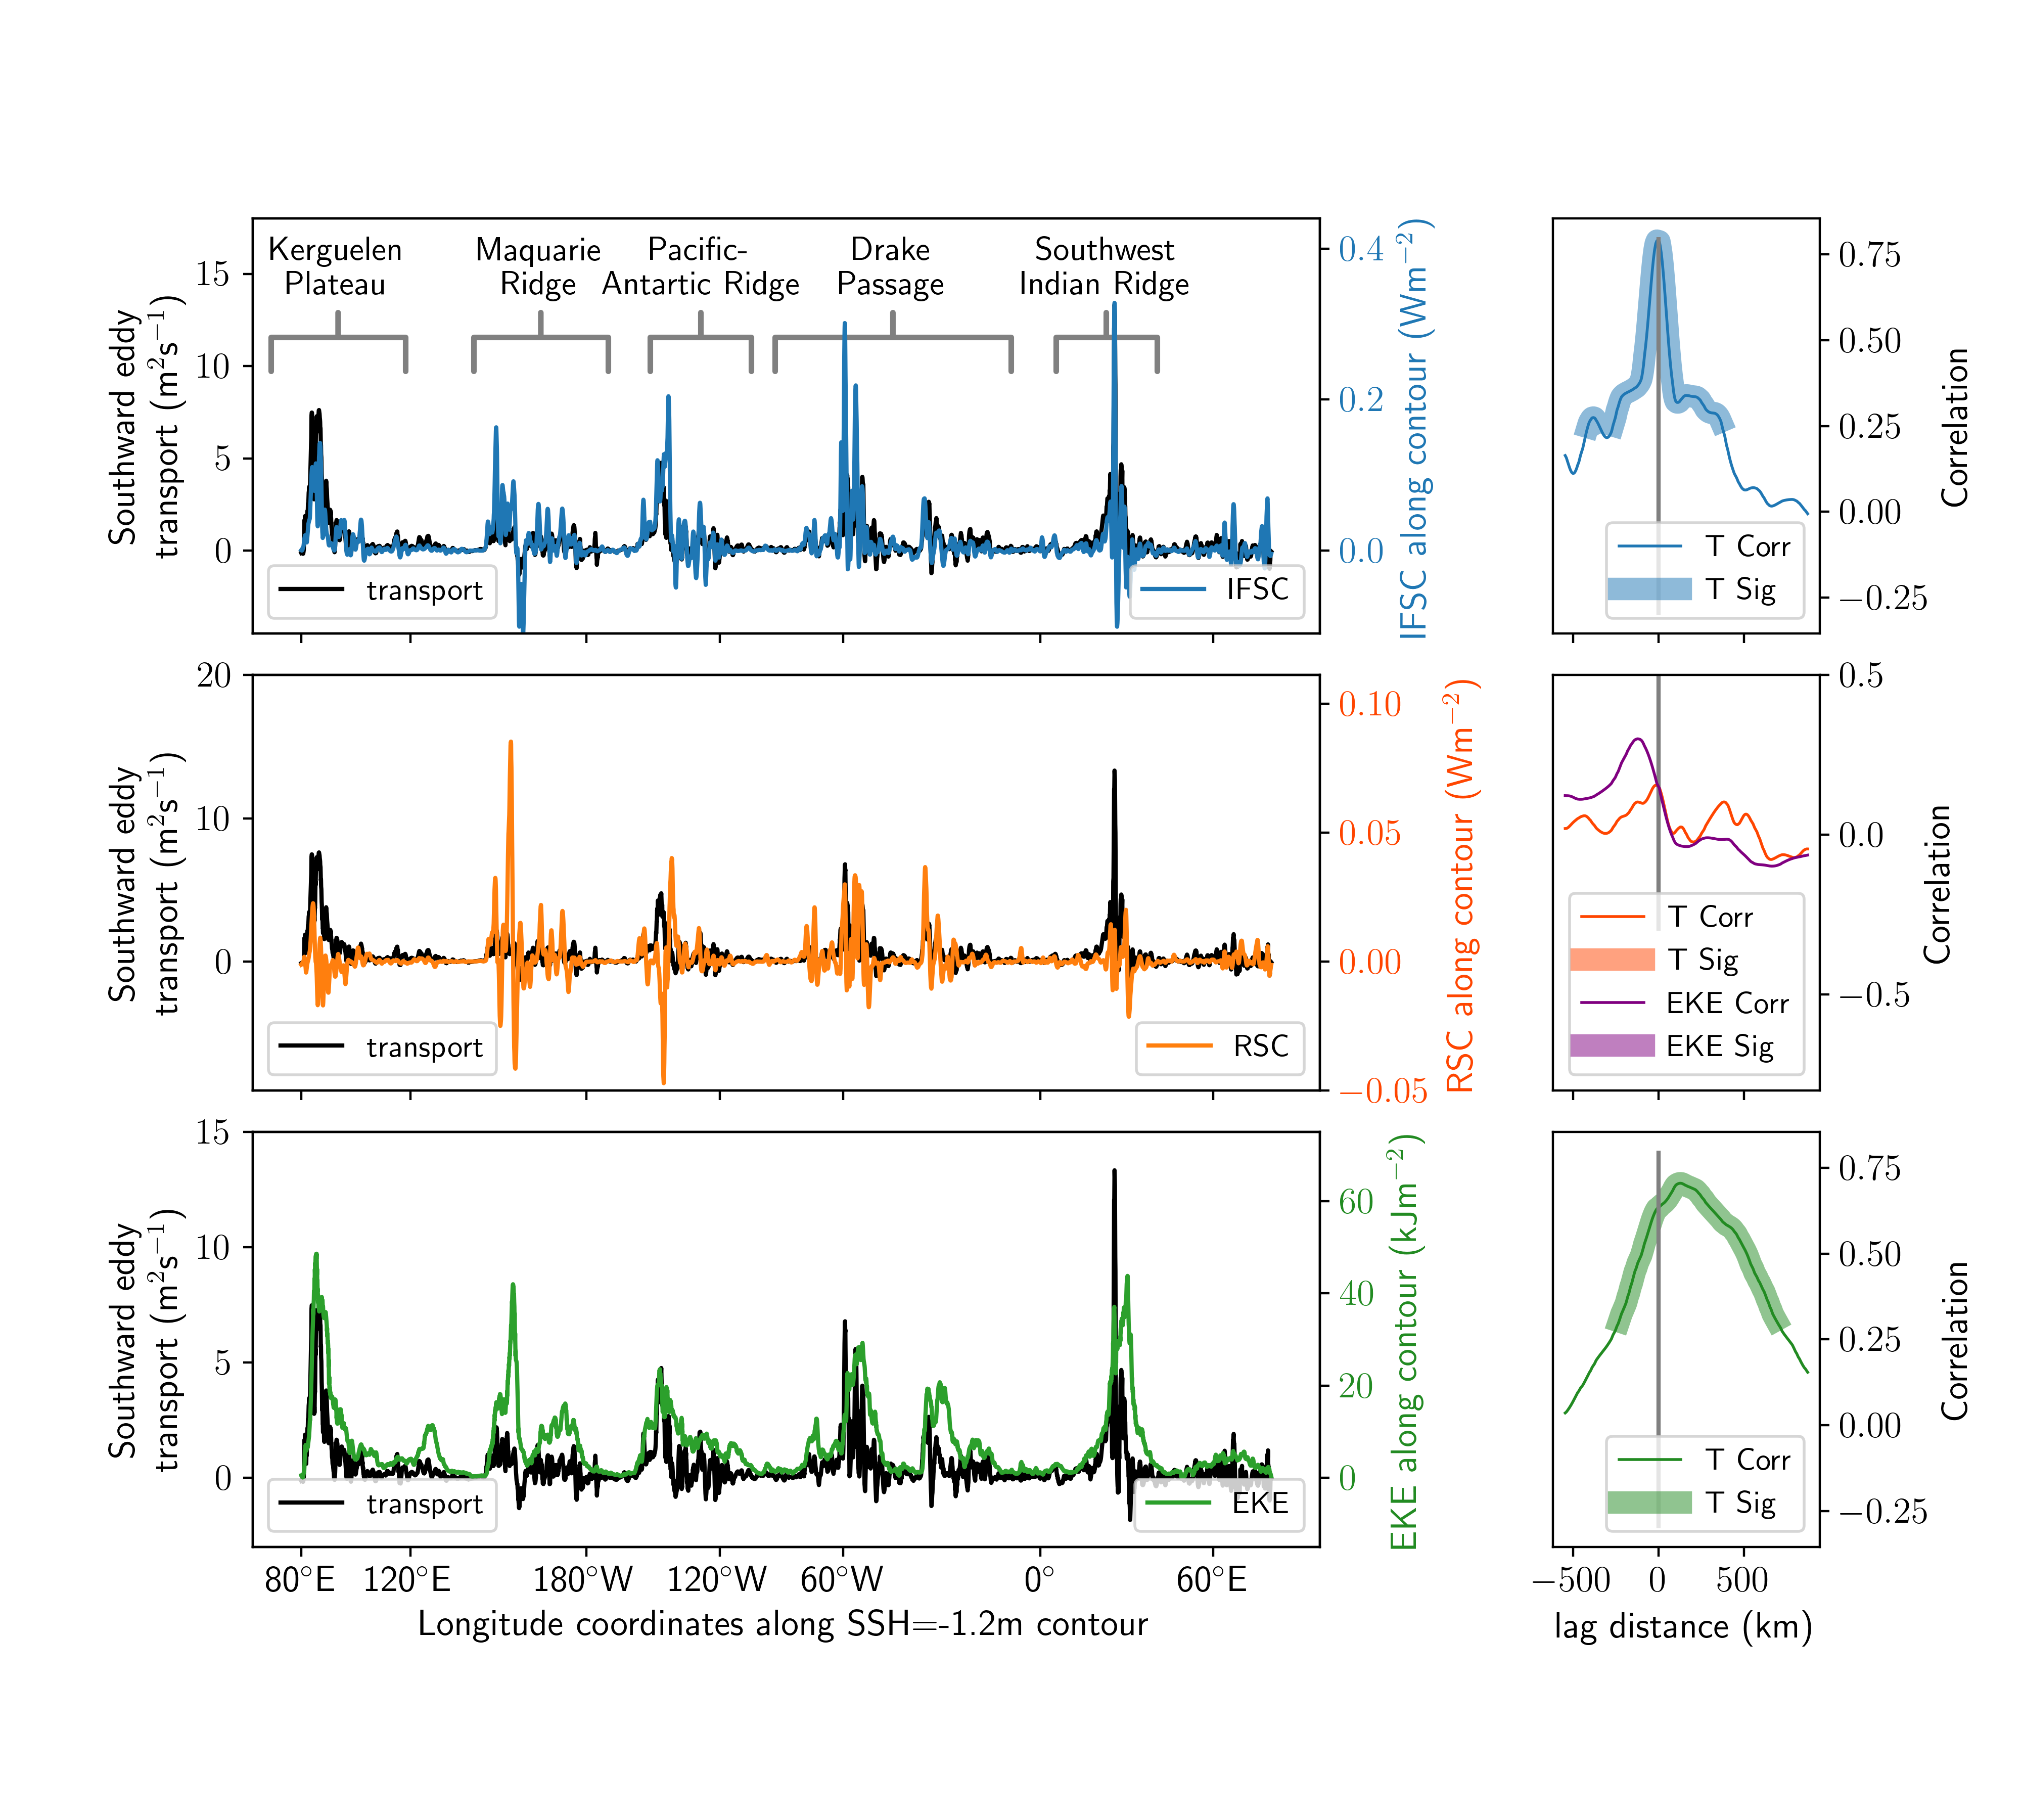 Kerguelen
Plateau
Maquarie
Ridge
Pacific-
Antartic Ridge
Drake
Passage
Southwest
Indian Ridge
Southward eddy
transport (m²s⁻¹)
15
10
5
0
transport
IFSC
0.4
0.2
0.0
IFSC along contour (Wm⁻²)
T Corr
T Sig
0.75
0.50
0.25
0.00
−0.25
Correlation
Southward eddy
transport (m²s⁻¹)
20
10
0
transport
RSC
0.10
0.05
0.00
−0.05
RSC along contour (Wm⁻²)
T Corr
T Sig
EKE Corr
EKE Sig
0.5
0.0
−0.5
Correlation
Southward eddy
transport (m²s⁻¹)
15
10
5
0
transport
EKE
60
40
20
0
EKE along contour (kJm⁻²)
80°E 120°E 180°W 120°W 60°W 0° 60°E
Longitude coordinates along SSH=-1.2m contour
T Corr
T Sig
0.75
0.50
0.25
0.00
−0.25
Correlation
−500 0 500
lag distance (km)